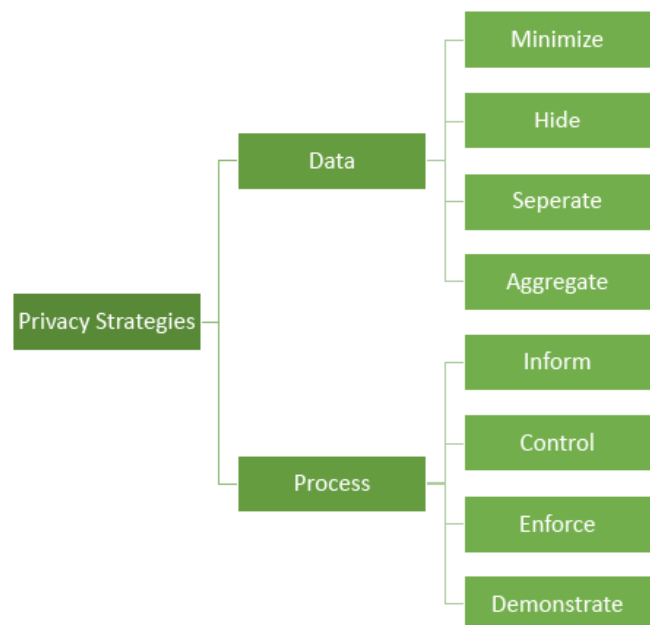 Privacy Strategies
Data
Minimize
Hide
Seperate
Aggregate
Process
Inform
Control
Enforce
Demonstrate